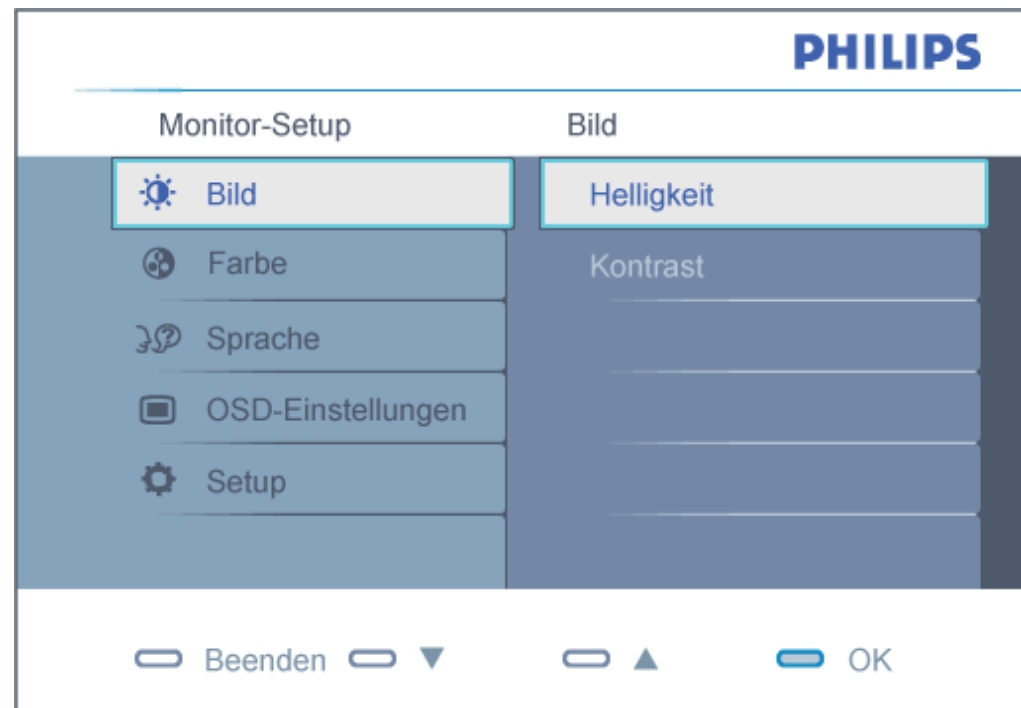 PHILIPS
Monitor-Setup
Bild
Bild
Helligkeit
Farbe
Kontrast
Sprache
OSD-Einstellungen
Setup
Beenden ▼ ▲ OK